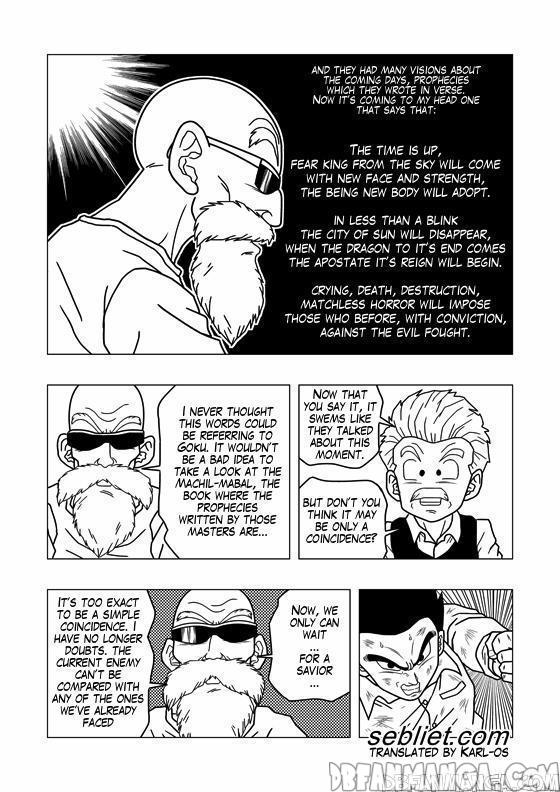 AND THEY HAD MANY VISIONS ABOUT
THE COMING DAYS, PROPHECIES
WHICH THEY WROTE IN VERSE.
NOW IT'S COMING TO MY HEAD ONE
THAT SAYS THAT:
THE TIME IS UP,
FEAR KING FROM THE SKY WILL COME
WITH NEW FACE AND STRENGTH,
THE BEING NEW BODY WILL ADOPT.
IN LESS THAN A BLINK
THE CITY OF SUN WILL DISAPPEAR,
WHEN THE DRAGON TO IT'S END COMES
THE APOSTATE IT'S REIGN WILL BEGIN.
CRYING, DEATH, DESTRUCTION,
MATCHLESS HORROR WILL IMPOSE
THOSE WHO BEFORE, WITH CONVICTION,
AGAINST THE EVIL FOUGHT.
I NEVER THOUGHT
THIS WORDS COULD
BE REFERRING TO
GOKU. IT WOULDN'T
BE A BAD IDEA TO
TAKE A LOOK AT THE
MACHIL-MABAL, THE
BOOK WHERE THE
PROPHECIES
WRITTEN BY THOSE
MASTERS ARE...
NOW THAT
YOU SAY IT, IT
SWEMS LIKE
THEY TALKED
ABOUT THIS
MOMENT.
BUT DON'T YOU
THINK IT MAY
BE ONLY A
COINCIDENCE?
IT'S TOO EXACT
TO BE A SIMPLE
COINCIDENCE. I
HAVE NO LONGER
DOUBTS. THE
CURRENT ENEMY
CAN'T BE
COMPARED WITH
ANY OF THE ONES
WE'VE ALREADY
FACED
NOW, WE
ONLY CAN
WAIT
...
FOR A
SAVIOR
...
sebliet.com
TRANSLATED BY KARL-OS
DBFANMANGA.COM